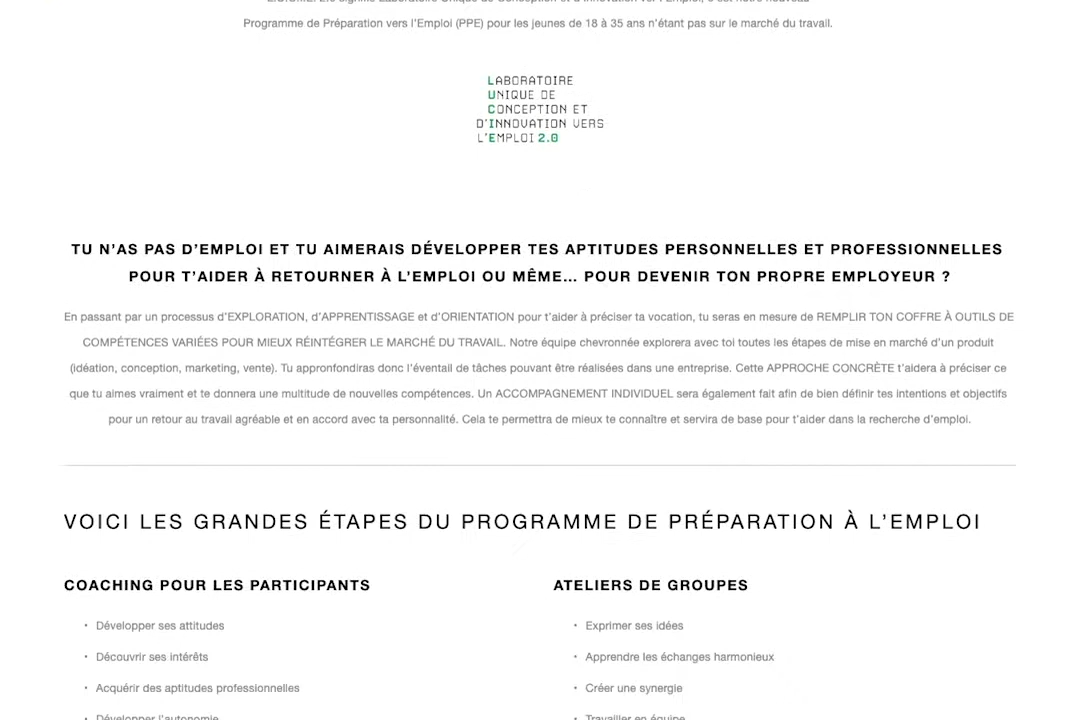 Programme de Préparation vers l'Emploi (PPE) pour les jeunes de 18 à 35 ans n'étant pas sur le marché du travail.
LABORATOIRE
UNIQUE DE
CONCEPTION ET
D'INNOVATION VERS
L'EMPLOI 2.0
TU N'AS PAS D'EMPLOI ET TU AIMERAIS DÉVELOPPER TES APTITUDES PERSONNELLES ET PROFESSIONNELLES
POUR T'AIDER À RETOURNER À L'EMPLOI OU MÊME... POUR DEVENIR TON PROPRE EMPLOYEUR ?
En passant par un processus d'EXPLORATION, d'APPRENTISSAGE et d'ORIENTATION pour t'aider à préciser ta vocation, tu seras en mesure de REMPLIR TON COFFRE À OUTILS DE
COMPÉTENCES VARIÉES POUR MIEUX RÉINTÉGRER LE MARCHÉ DU TRAVAIL. Notre équipe chevronnée explorera avec toi toutes les étapes de mise en marché d'un produit
(idéation, conception, marketing, vente). Tu appronfondiras donc l'éventail de tâches pouvant être réalisées dans une entreprise. Cette APPROCHE CONCRÈTE t'aidera à préciser ce
que tu aimes vraiment et te donnera une multitude de nouvelles compétences. Un ACCOMPAGNEMENT INDIVIDUEL sera également fait afin de bien définir tes intentions et objectifs
pour un retour au travail agréable et en accord avec ta personnalité. Cela te permettra de mieux te connaître et servira de base pour t'aider dans la recherche d'emploi.
VOICI LES GRANDES ÉTAPES DU PROGRAMME DE PRÉPARATION À L'EMPLOI
COACHING POUR LES PARTICIPANTS
• Développer ses attitudes
• Découvrir ses intérêts
• Acquérir des aptitudes professionnelles
• Développer l'autonomie
ATELIERS DE GROUPES
• Exprimer ses idées
• Apprendre les échanges harmonieux
• Créer une synergie
• Travailler en équipe